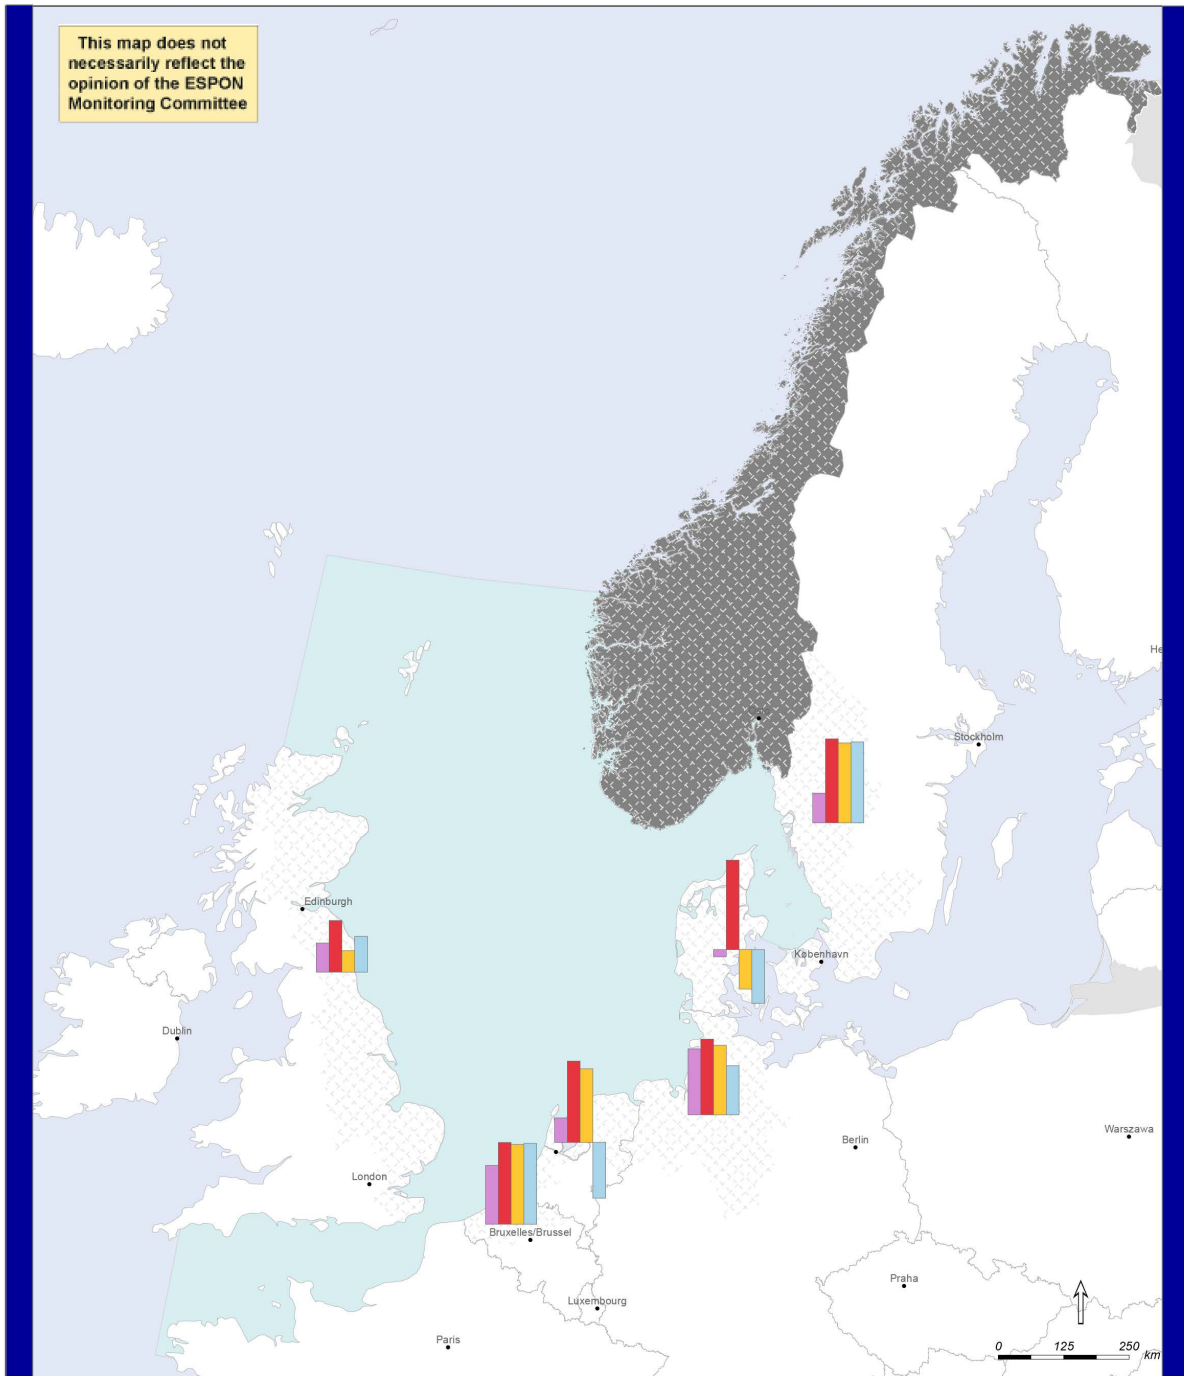 This map does not
necessarily reflect the
opinion of the ESPON
Monitoring Committee
He
Stockholm
Edinburgh
København
Dublin
Warszawa
Berlin
London
Bruxelles/Brussel
Praha
Luxembourg
Paris
0 125 250
km